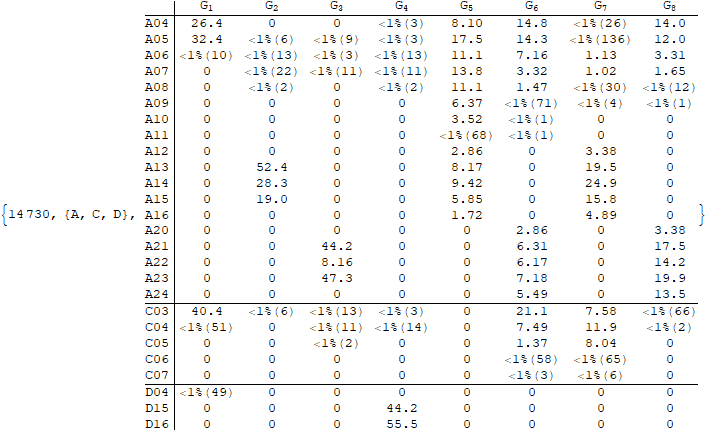 G1 G2 G3 G4 G5 G6 G7 G8
A04 26.4 0 0 <1%(3) 8.10 14.8 <1%(26) 14.0
A05 32.4 <1%(6) <1%(9) <1%(3) 17.5 14.3 <1%(136) 12.0
A06 <1%(10) <1%(13) <1%(3) <1%(13) 11.1 7.16 1.13 3.31
A07 0 <1%(22) <1%(11) <1%(11) 13.8 3.32 1.02 1.65
A08 0 <1%(2) 0 <1%(2) 11.1 1.47 <1%(30) <1%(12)
A09 0 0 0 0 6.37 <1%(71) <1%(4) <1%(1)
A10 0 0 0 0 3.52 <1%(1) 0 0
A11 0 0 0 0 <1%(68) <1%(1) 0 0
A12 0 0 0 0 2.86 0 3.38 0
A13 0 52.4 0 0 8.17 0 19.5 0
A14 0 28.3 0 0 9.42 0 24.9 0
A15 0 19.0 0 0 5.85 0 15.8 0
{14730, {A, C, D}, A16 0 0 0 0 1.72 0 4.89 0 }
A20 0 0 0 0 0 2.86 0 3.38
A21 0 0 44.2 0 0 6.31 0 17.5
A22 0 0 8.16 0 0 6.17 0 14.2
A23 0 0 47.3 0 0 7.18 0 19.9
A24 0 0 0 0 0 5.49 0 13.5
C03 40.4 <1%(6) <1%(13) <1%(3) 0 21.1 7.58 <1%(66)
C04 <1%(51) 0 <1%(11) <1%(14) 0 7.49 11.9 <1%(2)
C05 0 0 <1%(2) 0 0 1.37 8.04 0
C06 0 0 0 0 0 <1%(58) <1%(65) 0
C07 0 0 0 0 0 <1%(3) <1%(6) 0
D04 <1%(49) 0 0 0 0 0 0 0
D15 0 0 0 44.2 0 0 0 0
D16 0 0 0 55.5 0 0 0 0